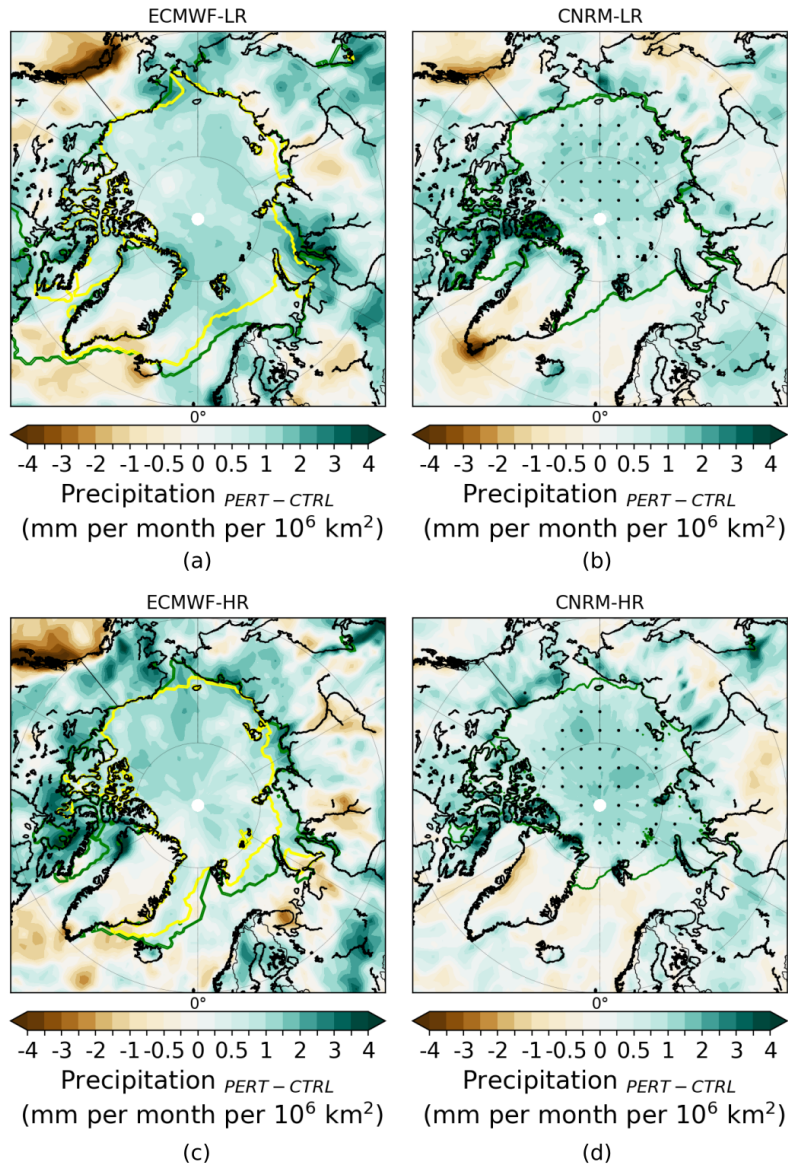 ECMWF-LR
CNRM-LR
0°
0°
-4 -3 -2 -1 -0.5 0 0.5 1 2 3 4
-4 -3 -2 -1 -0.5 0 0.5 1 2 3 4
Precipitation PERT−CTRL
(mm per month per 10⁶ km²)
Precipitation PERT−CTRL
(mm per month per 10⁶ km²)
(a)
(b)
ECMWF-HR
CNRM-HR
0°
0°
-4 -3 -2 -1 -0.5 0 0.5 1 2 3 4
-4 -3 -2 -1 -0.5 0 0.5 1 2 3 4
Precipitation PERT−CTRL
(mm per month per 10⁶ km²)
Precipitation PERT−CTRL
(mm per month per 10⁶ km²)
(c)
(d)